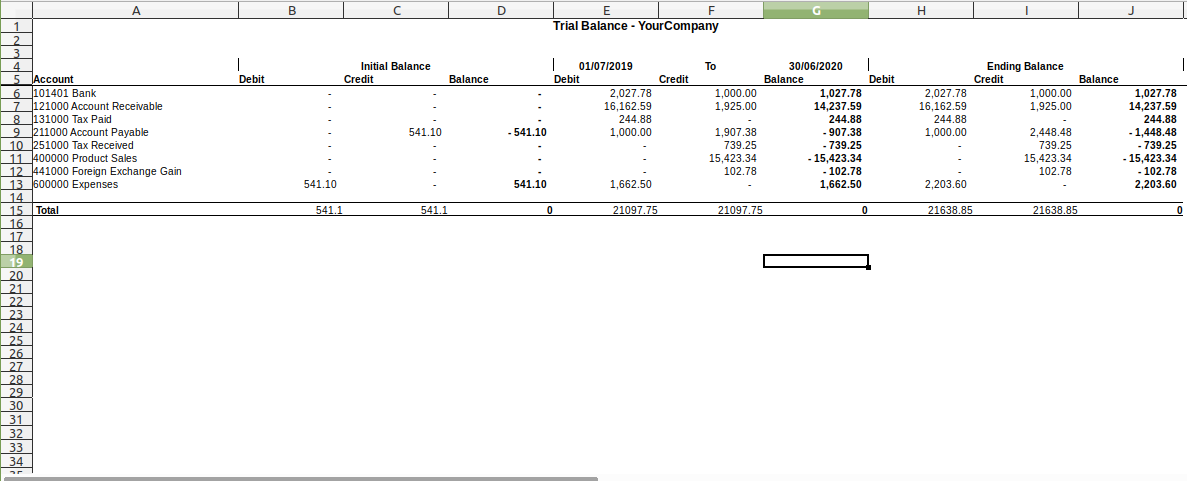 A B C D E F G H I J
1 Trial Balance - YourCompany
2
3
4 Initial Balance 01/07/2019 To 30/06/2020 Ending Balance
5 Account Debit Credit Balance Debit Credit Balance Debit Credit Balance
6 101401 Bank - - - 2,027.78 1,000.00 1,027.78 2,027.78 1,000.00 1,027.78
7 121000 Account Receivable - - - 16,162.59 1,925.00 14,237.59 16,162.59 1,925.00 14,237.59
8 131000 Tax Paid - - - 244.88 - 244.88 244.88 - 244.88
9 211000 Account Payable - 541.10 - 541.10 1,000.00 1,907.38 - 907.38 1,000.00 2,448.48 - 1,448.48
10 251000 Tax Received - - - - 739.25 - 739.25 - 739.25 - 739.25
11 400000 Product Sales - - - - 15,423.34 - 15,423.34 - 15,423.34 - 15,423.34
12 441000 Foreign Exchange Gain - - - - 102.78 - 102.78 - 102.78 - 102.78
13 600000 Expenses 541.10 - 541.10 1,662.50 - 1,662.50 2,203.60 - 2,203.60
14
15 Total 541.1 541.1 0 21097.75 21097.75 0 21638.85 21638.85 0
16
17
18
19
20
21
22
23
24
25
26
27
28
29
30
31
32
33
34